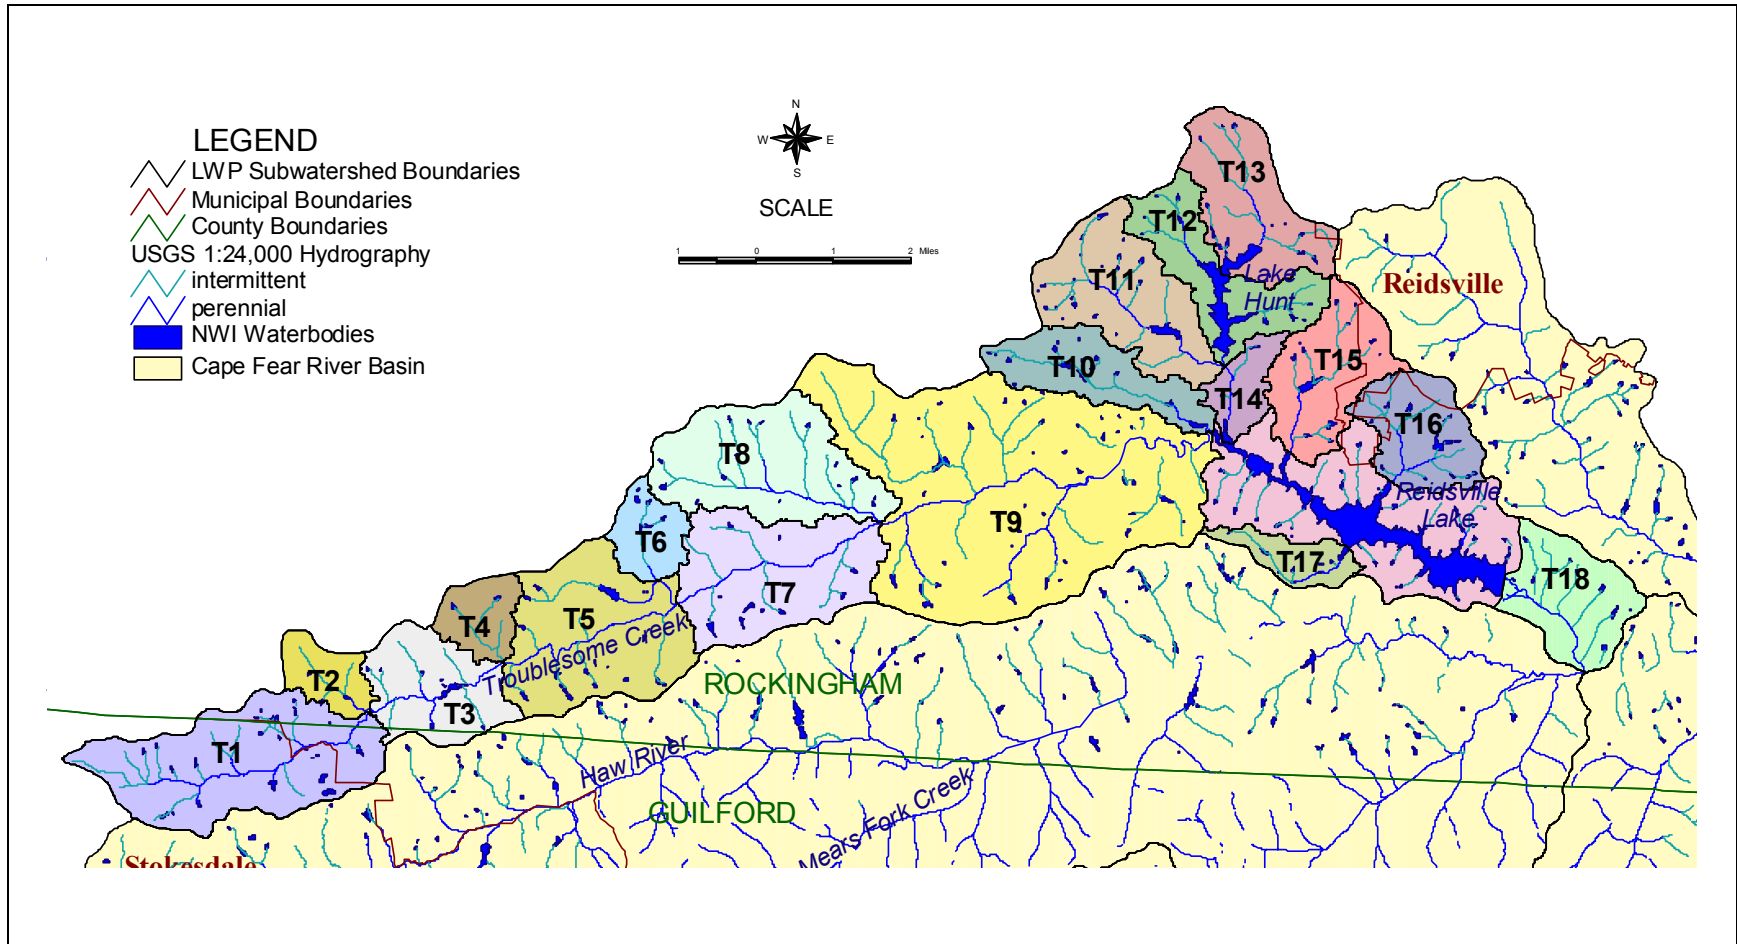 LEGEND
LWP Subwatershed Boundaries
Municipal Boundaries
County Boundaries
USGS 1:24,000 Hydrography
intermittent
perennial
NWI Waterbodies
Cape Fear River Basin
N
W
E
S
SCALE
1
0
1
2 Miles
T13
T12
Lake
Hunt
T11
Reidsville
T10
T15
T14
T16
T8
Reidsville
Lake
T9
T6
T17
T18
T7
T5
T4
Troublesome Creek
T2
T3
ROCKINGHAM
T1
Haw River
GUILFORD
Mears Fork Creek
Stokesdale